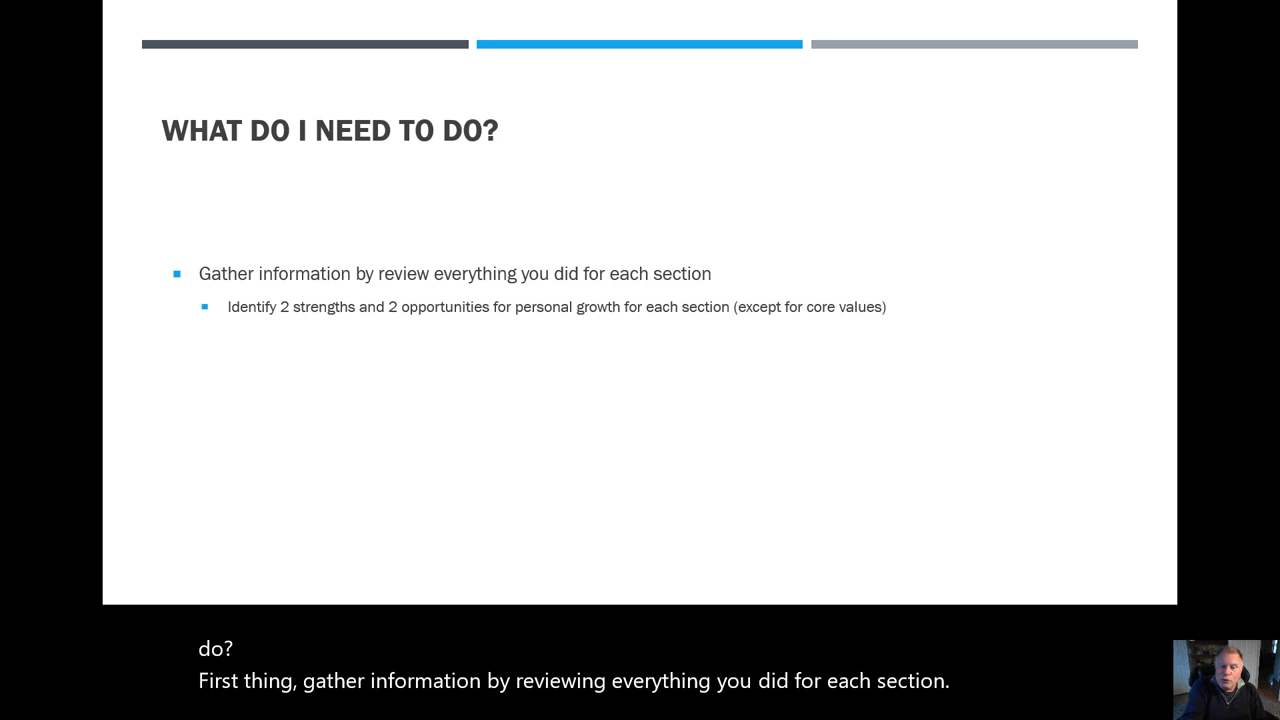 WHAT DO I NEED TO DO?
Gather information by review everything you did for each section
Identify 2 strengths and 2 opportunities for personal growth for each section (except for core values)
do?
First thing, gather information by reviewing everything you did for each section.